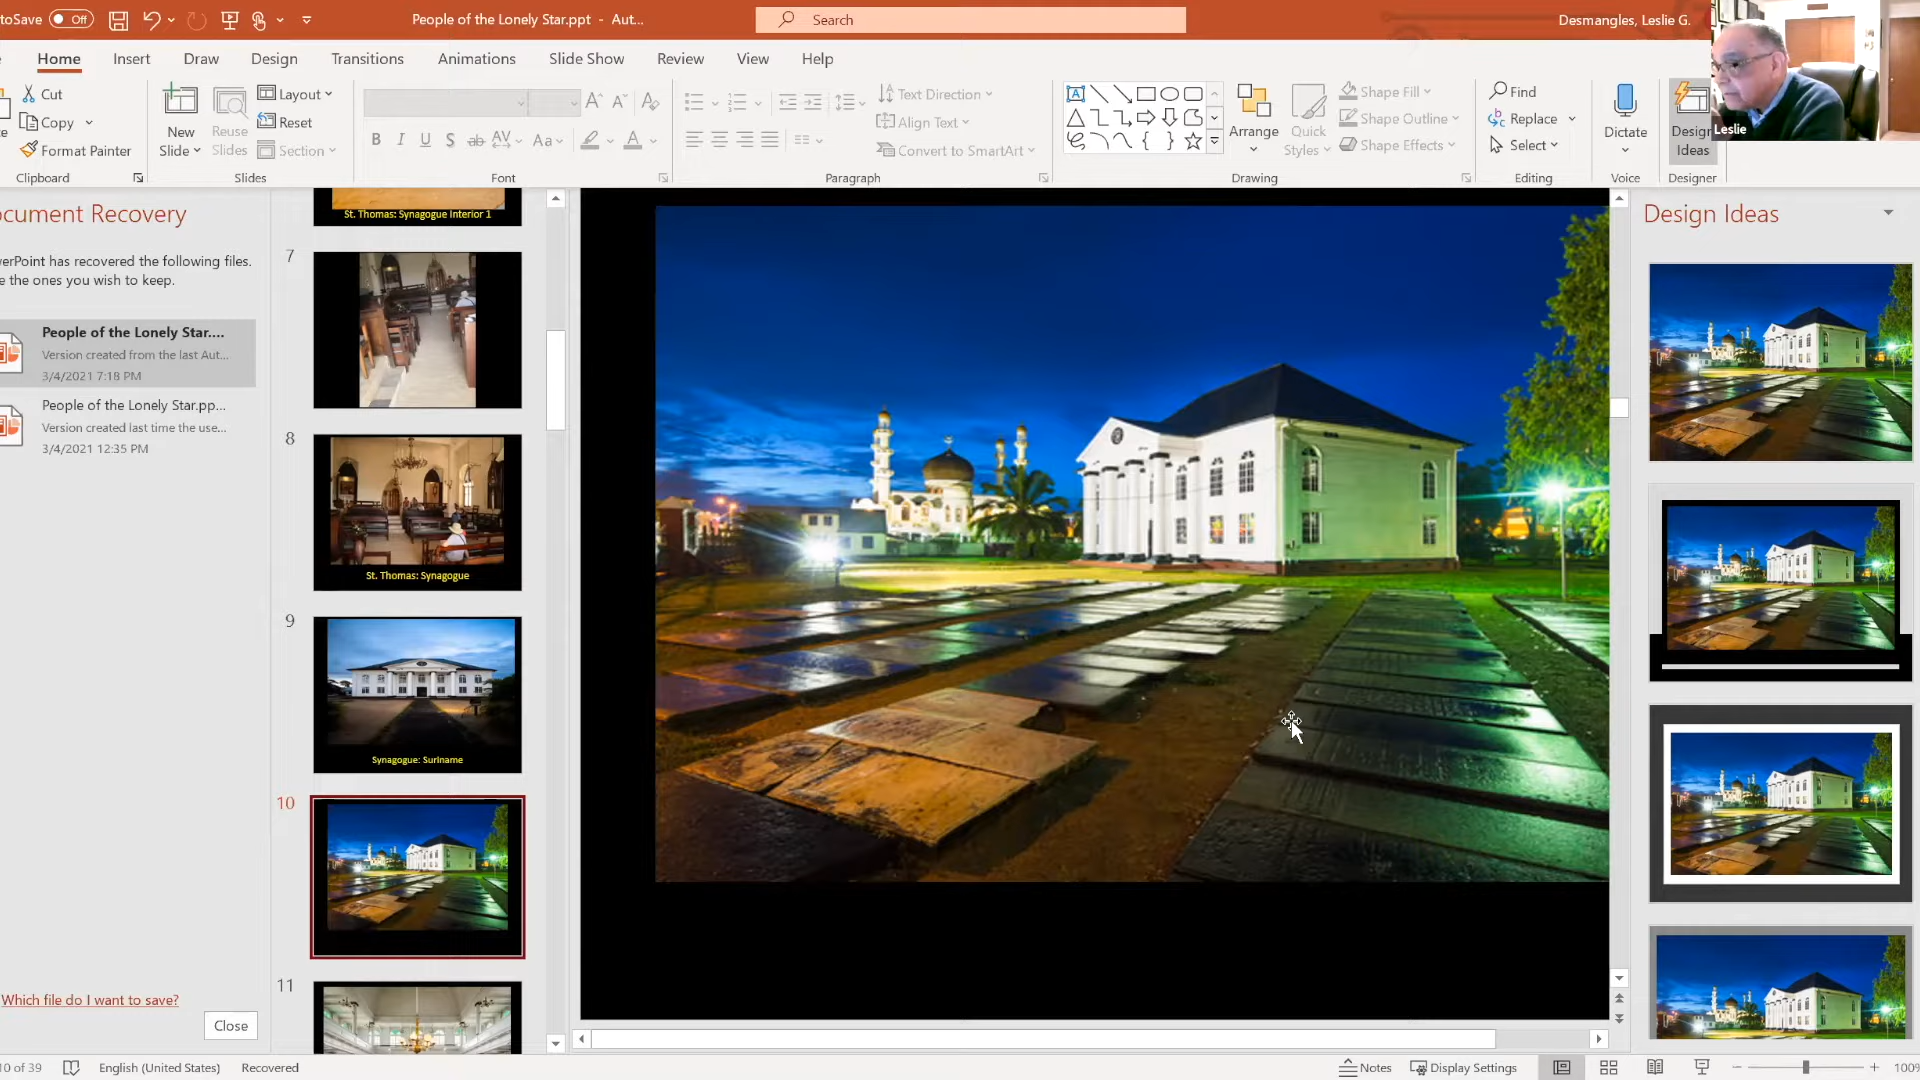 toSave Off
People of the Lonely Star.ppt - Aut...
Search
Desmangles, Leslie G.
Home Insert Draw Design Transitions Animations Slide Show Review View Help
Cut
Copy
Format Painter
Clipboard
New Slide
Reuse Slides
Layout
Reset
Section
Slides
Font
Text Direction
Align Text
Convert to SmartArt
Paragraph
Arrange
Quick Styles
Shape Fill
Shape Outline
Shape Effects
Drawing
Find
Replace
Select
Editing
Dictate
Voice
Design Ideas
Designer
Leslie
ocument Recovery
verPoint has recovered the following files.
e the ones you wish to keep.
People of the Lonely Star....
Version created from the last Aut...
3/4/2021 7:18 PM
People of the Lonely Star.pp...
Version created last time the use...
3/4/2021 12:35 PM
Which file do I want to save?
Close
St. Thomas: Synagogue Interior 1
7
8
St. Thomas: Synagogue
9
Synagogue: Suriname
10
11
Design Ideas
10 of 39
English (United States)
Recovered
Notes
Display Settings
100%